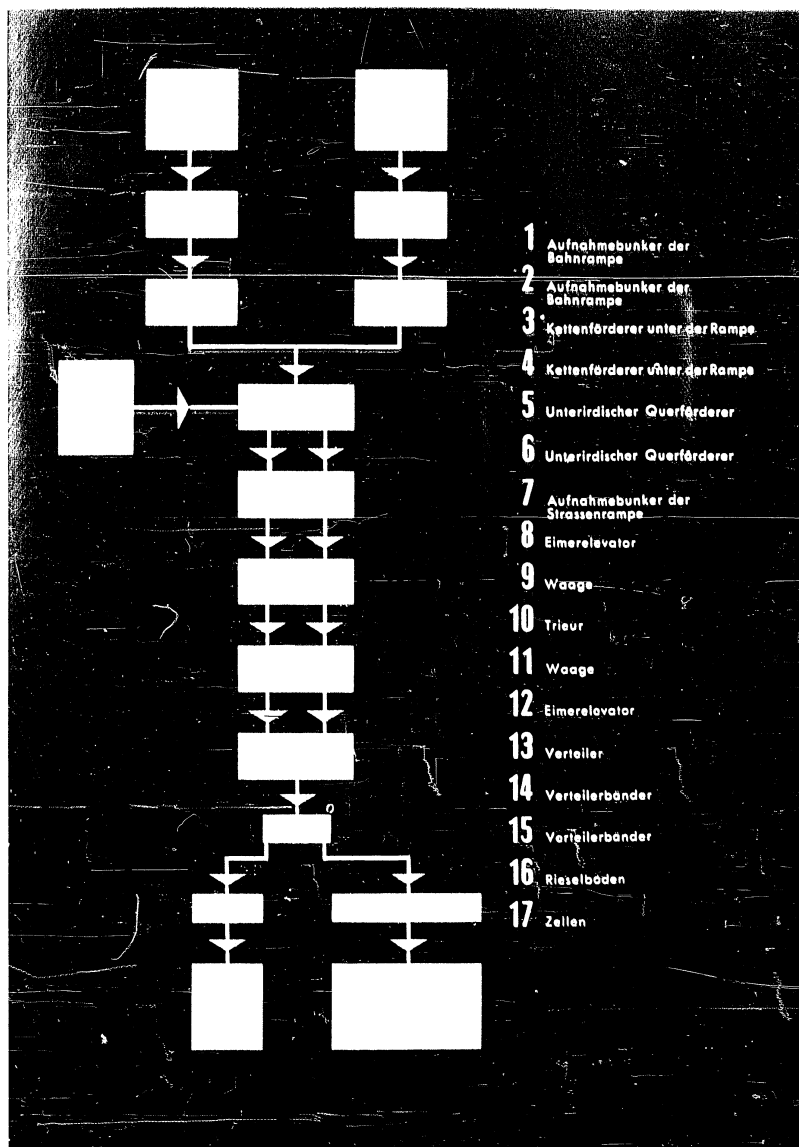 1 Aufnahmebunker der
Bahnrampe
2 Aufnahmebunker der
Bahnrampe
3 Kettenförderer unter der Rampe
4 Kettenförderer unter der Rampe
5 Unterirdischer Querförderer
6 Unterirdischer Querförderer
7 Aufnahmebunker der
Strassenrampe
8 Eimerelevator
9 Waage
10 Trieur
11 Waage
12 Eimerelevator
13 Verteiler
14 Verteilerbänder
15 Verteilerbänder
16 Rieselböden
17 Zellen